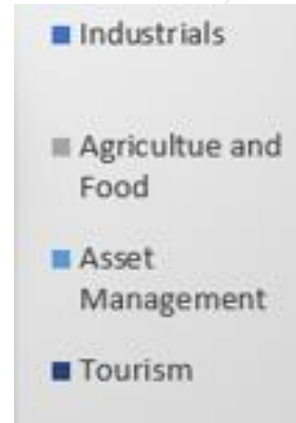 Industrials
Agricultue and
Food
Asset
Management
Tourism